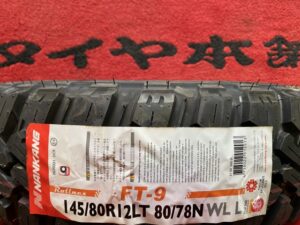 タイヤ本舗
NANKANG
Rollnex
FT-9
145/80R12LT 80/78N WL L